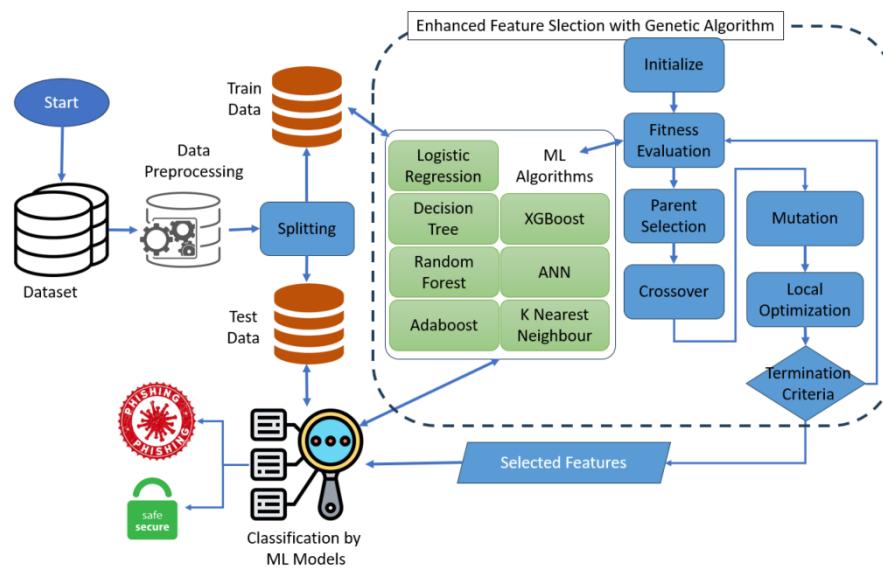 Enhanced Feature Slection with Genetic Algorithm
Start
Train
Data
Initialize
Data
Preprocessing
Logistic
Regression
ML
Algorithms
Fitness
Evaluation
Splitting
Decision
Tree
XGBoost
Parent
Selection
Mutation
Dataset
Random
Forest
ANN
Crossover
Local
Optimization
Test
Data
Adaboost
K Nearest
Neighbour
Termination
Criteria
PHISHING
PHISHING
Selected Features
safe
secure
Classification by
ML Models